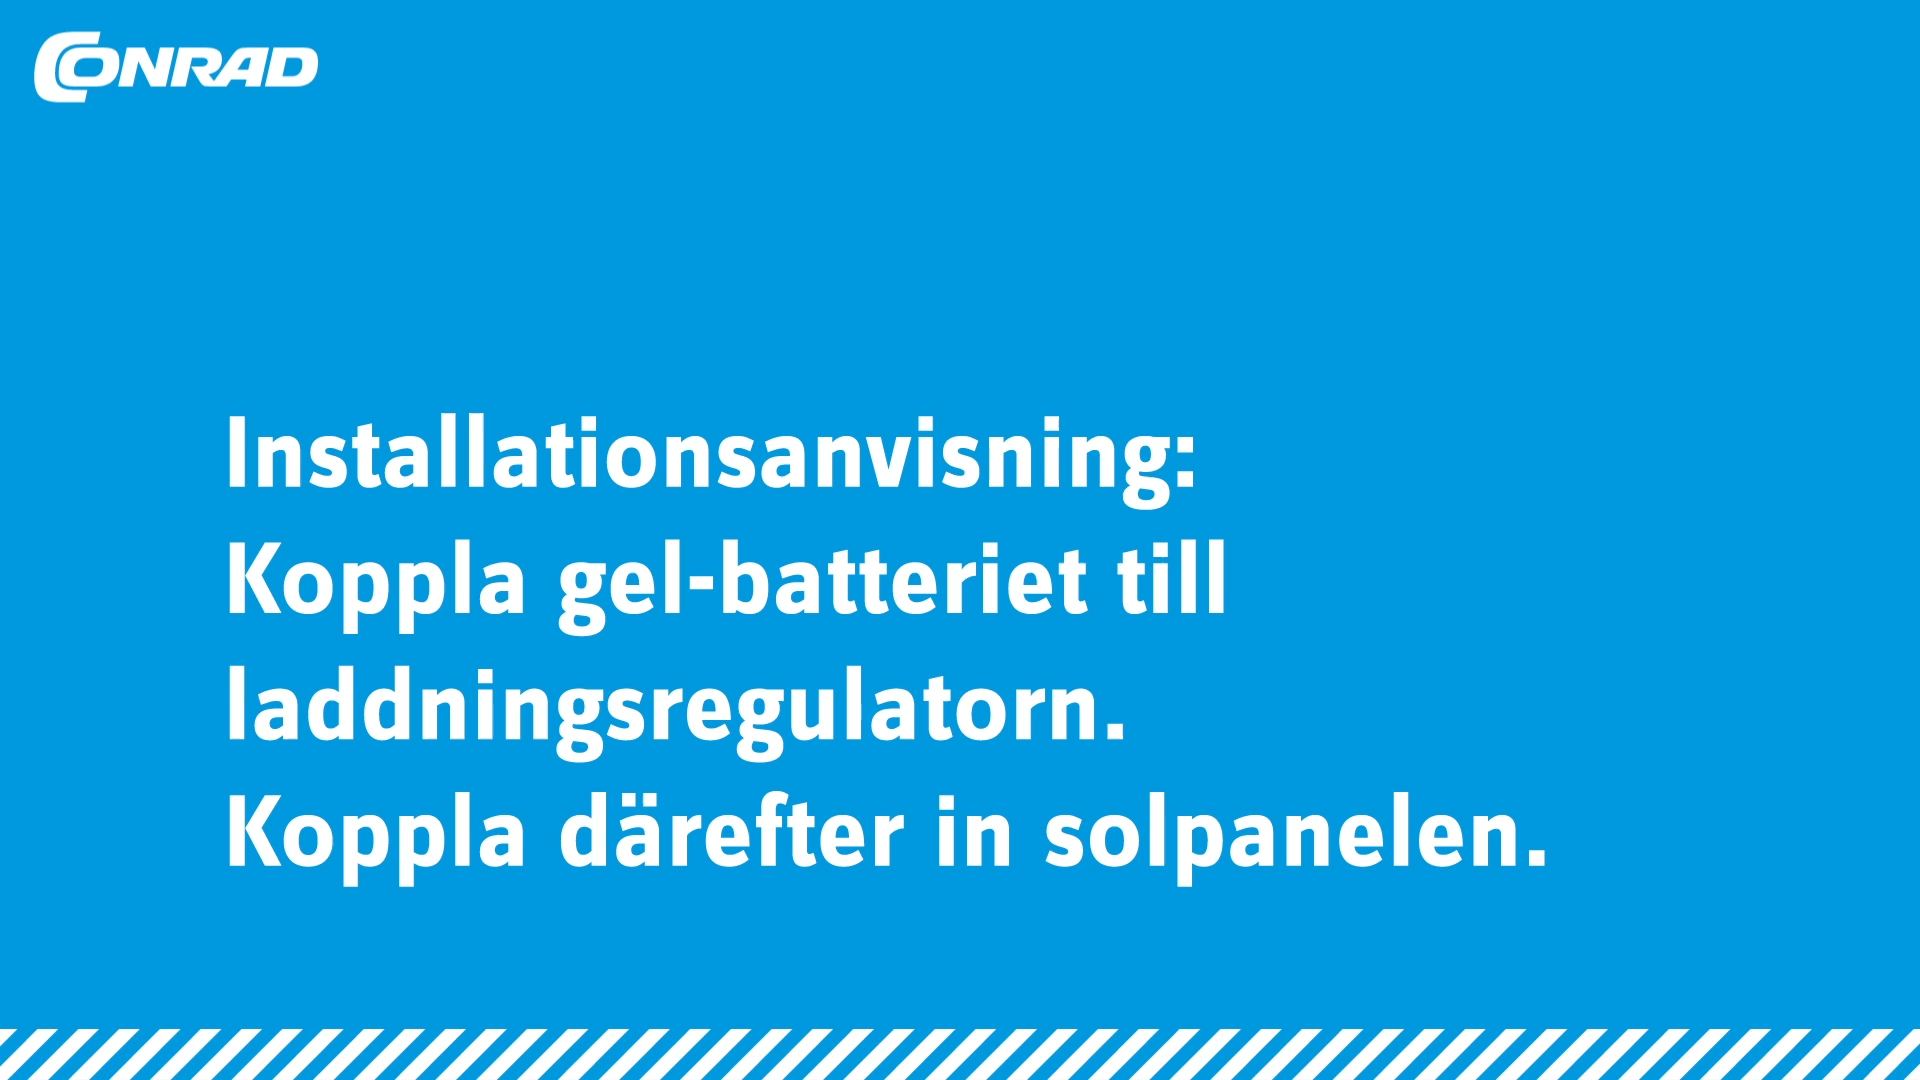 CONRAD
Installationsanvisning:
Koppla gel-batteriet till
laddningsregulatorn.
Koppla därefter in solpanelen.